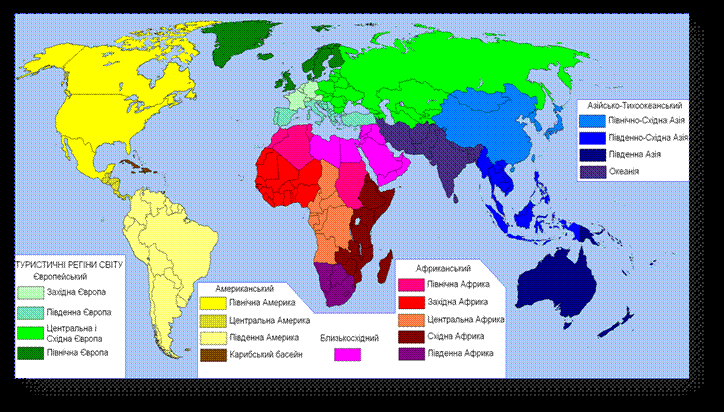 Азійсько-Тихоокеанський
Північно-Східна Азія
Південно-Східна Азія
Південна Азія
Океанія
ТУРИСТИЧНІ РЕГІНИ СВІТУ
Європейський
Західна Європа
Південна Європа
Центральна і
Східна Європа
Північна Європа
Американський
Північна Америка
Центральна Америка
Південна Америка
Карибський басейн
Близькосхідний
Африканський
Північна Африка
Західна Африка
Центральна Африка
Східна Африка
Південна Африка